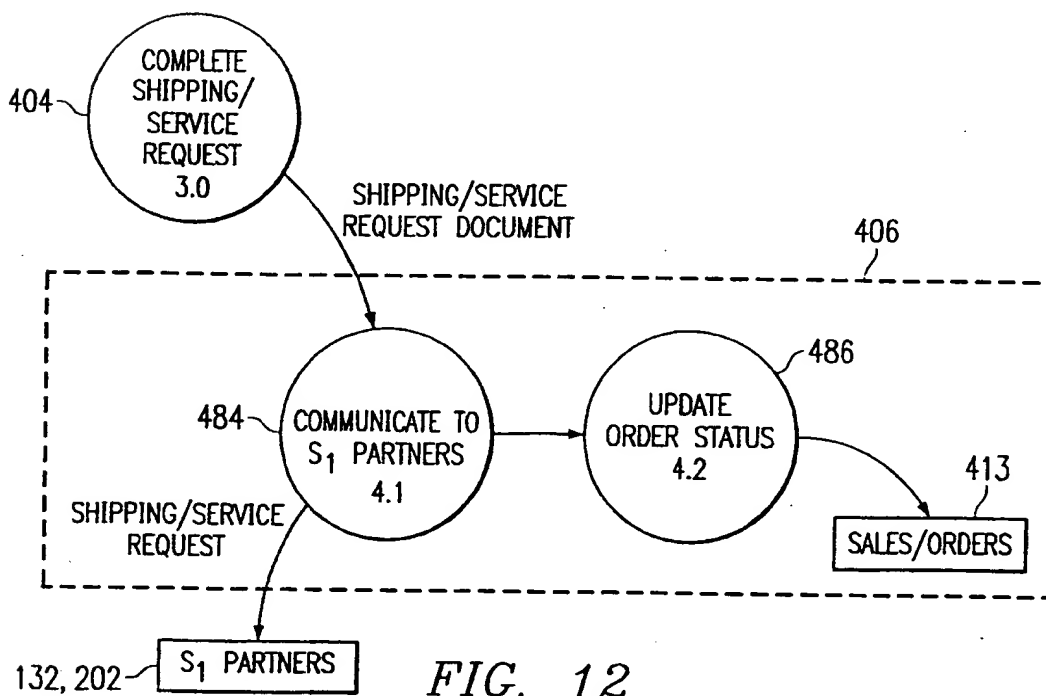 COMPLETE
SHIPPING/
SERVICE
REQUEST
3.0
404
SHIPPING/SERVICE
REQUEST DOCUMENT
406
486
484
COMMUNICATE TO
S₁ PARTNERS
4.1
UPDATE
ORDER STATUS
4.2
413
SHIPPING/SERVICE
REQUEST
SALES/ORDERS
132, 202
S₁ PARTNERS
FIG. 12